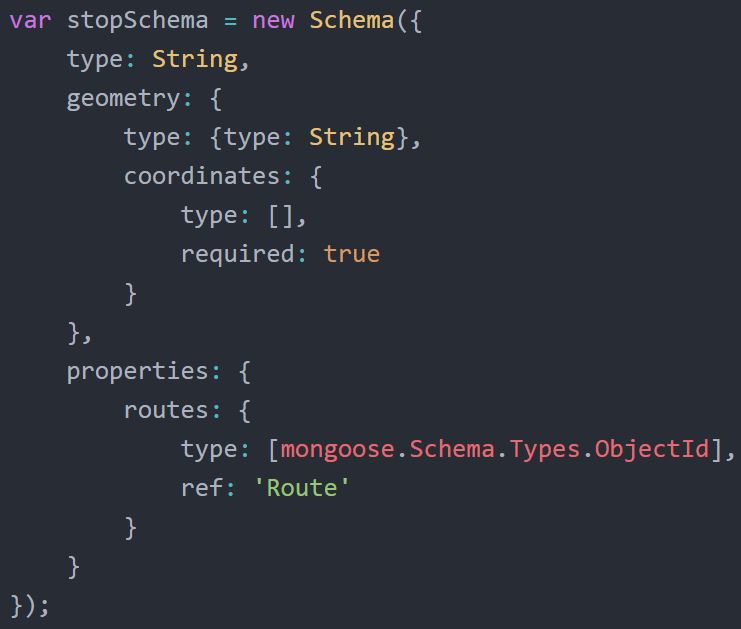 var stopSchema = new Schema({
    type: String,
    geometry: {
        type: {type: String},
        coordinates: {
            type: [],
            required: true
        }
    },
    properties: {
        routes: {
            type: [mongoose.Schema.Types.ObjectId],
            ref: 'Route'
        }
    }
});